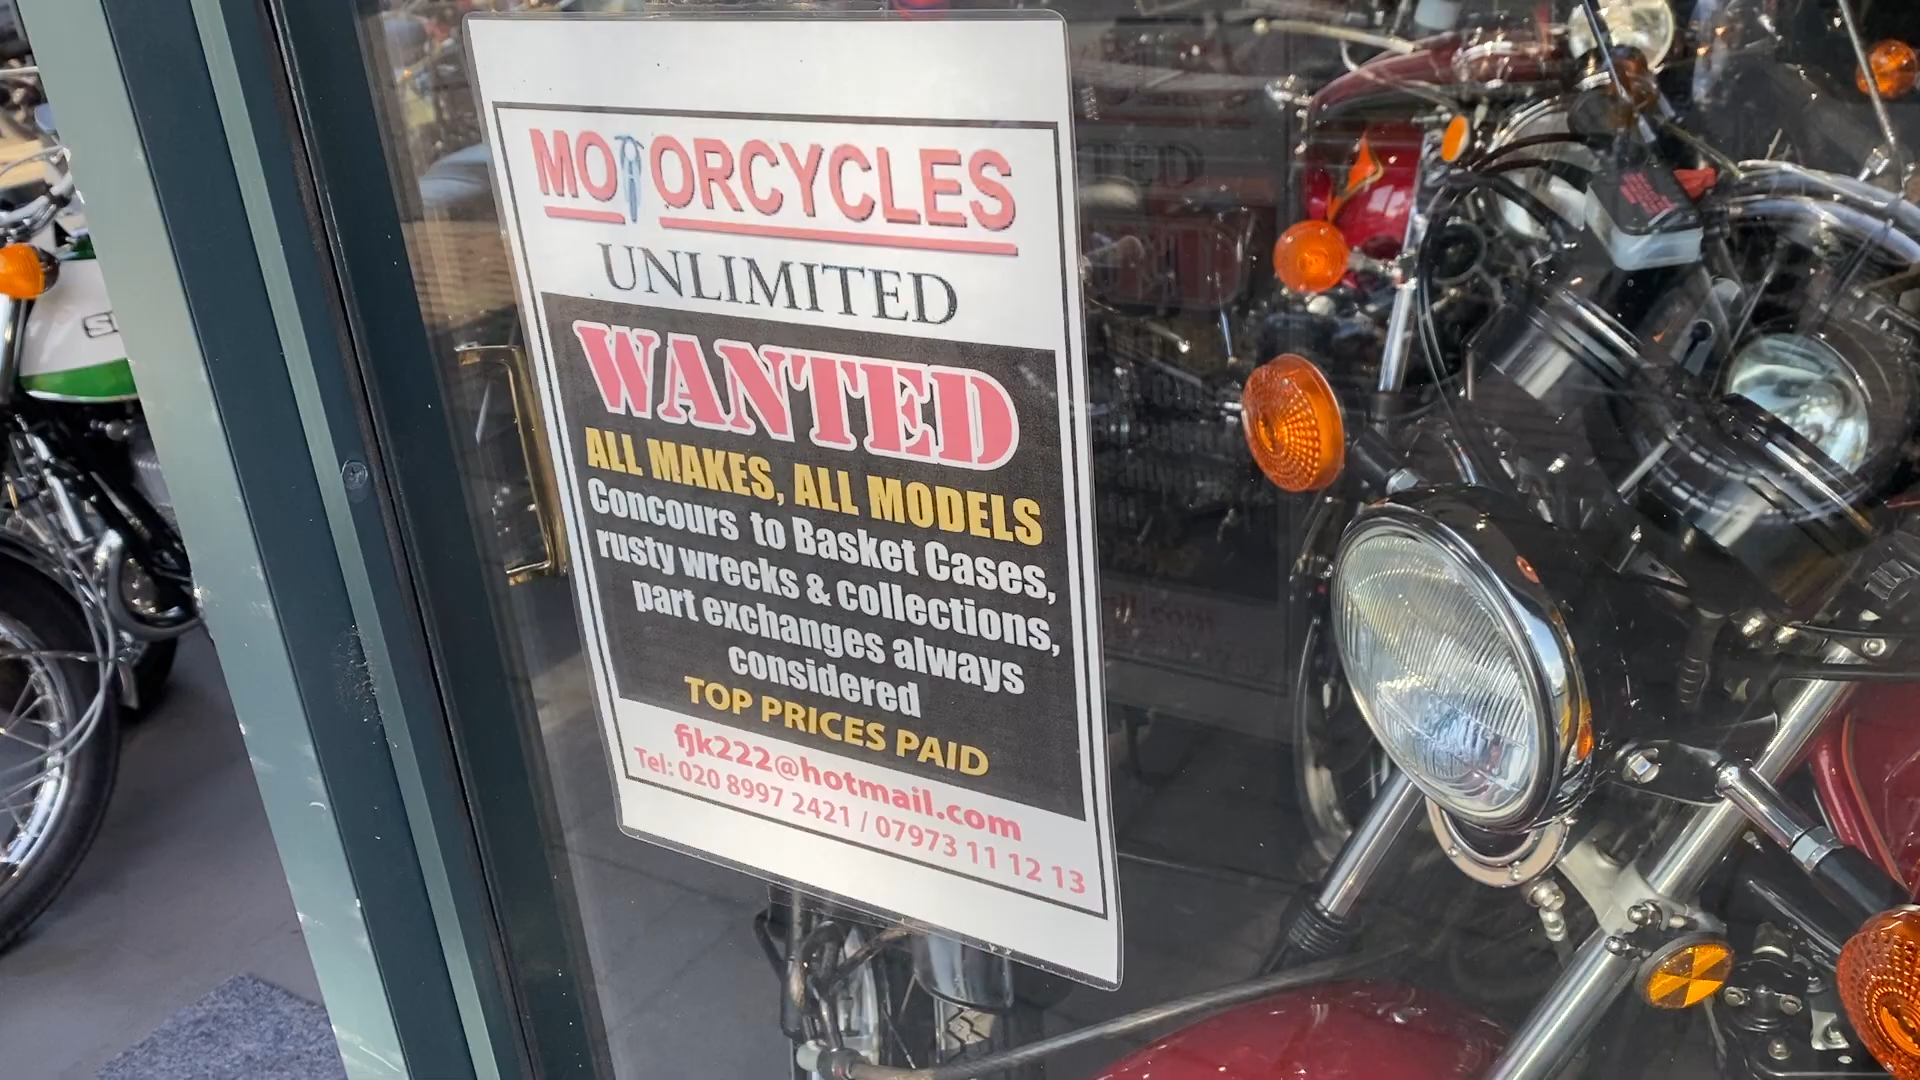 MOTORCYCLES
UNLIMITED
WANTED
ALL MAKES, ALL MODELS
Concours to Basket Cases,
rusty wrecks & collections,
part exchanges always
considered
TOP PRICES PAID
fjk222@hotmail.com
Tel: 020 8997 2421 / 07973 11 12 13